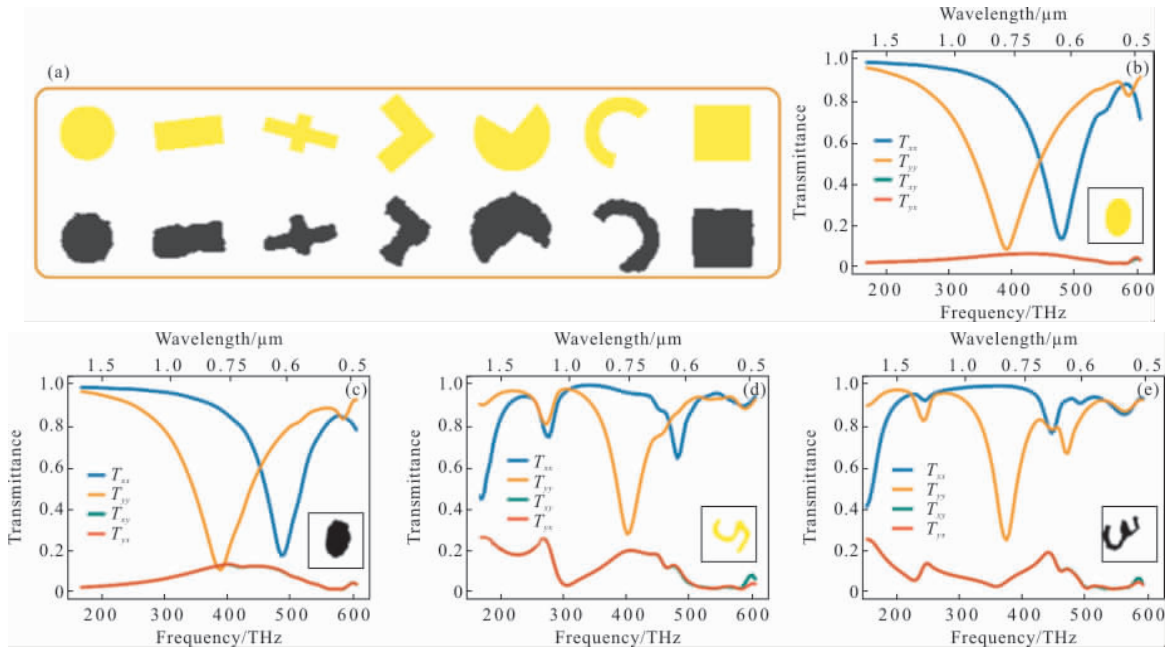 (a)
Wavelength/µm
1.5 1.0 0.75 0.6 0.5
(b)
1.0
0.8
0.6
0.4
0.2
0
Transmittance
T_xx
T_yy
T_xy
T_yx
200 300 400 500 600
Frequency/THz
Wavelength/µm
1.5 1.0 0.75 0.6 0.5
(c)
1.0
0.8
0.6
0.4
0.2
0
Transmittance
T_xx
T_yy
T_xy
T_yx
200 300 400 500 600
Frequency/THz
Wavelength/µm
1.5 1.0 0.75 0.6 0.5
(d)
1.0
0.8
0.6
0.4
0.2
0
Transmittance
T_xx
T_yy
T_xy
T_yx
200 300 400 500 600
Frequency/THz
Wavelength/µm
1.5 1.0 0.75 0.6 0.5
(e)
1.0
0.8
0.6
0.4
0.2
0
Transmittance
T_xx
T_yy
T_xy
T_yx
200 300 400 500 600
Frequency/THz